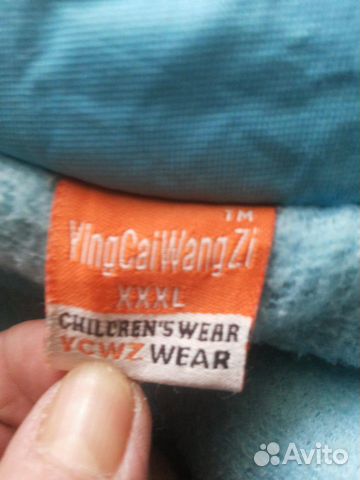 TM
YingCaiWangZi
XXXL
CHILDREN'S WEAR
YCWZ WEAR
Avito